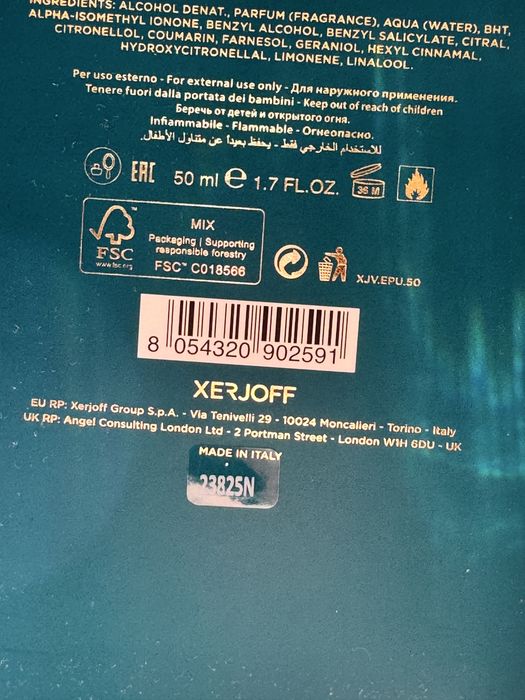 INGREDIENTS: ALCOHOL DENAT., PARFUM (FRAGRANCE), AQUA (WATER), BHT,
ALPHA-ISOMETHYL IONONE, BENZYL ALCOHOL, BENZYL SALICYLATE, CITRAL,
CITRONELLOL, COUMARIN, FARNESOL, GERANIOL, HEXYL CINNAMAL,
HYDROXYCITRONELLAL, LIMONENE, LINALOOL.
Per uso esterno - For external use only - Для наружного применения.
Tenere fuori dalla portata dei bambini - Keep out of reach of children
Беречь от детей и открытого огня.
Infiammabile - Flammable - Огнеопасно.
للاستخدام الخارجي فقط - يحفظ بعيداً عن متناول الأطفال.
EAC 50 ml e 1.7 FL.OZ. 36 M
FSC
www.fsc.org
MIX
Packaging | Supporting
responsible forestry
FSC™ C018566
XJV.EPU.50
8 054320 902591
XERJOFF
EU RP: Xerjoff Group S.p.A. - Via Tenivelli 29 - 10024 Moncalieri - Torino - Italy
UK RP: Angel Consulting London Ltd - 2 Portman Street - London W1H 6DU - UK
MADE IN ITALY
23825N